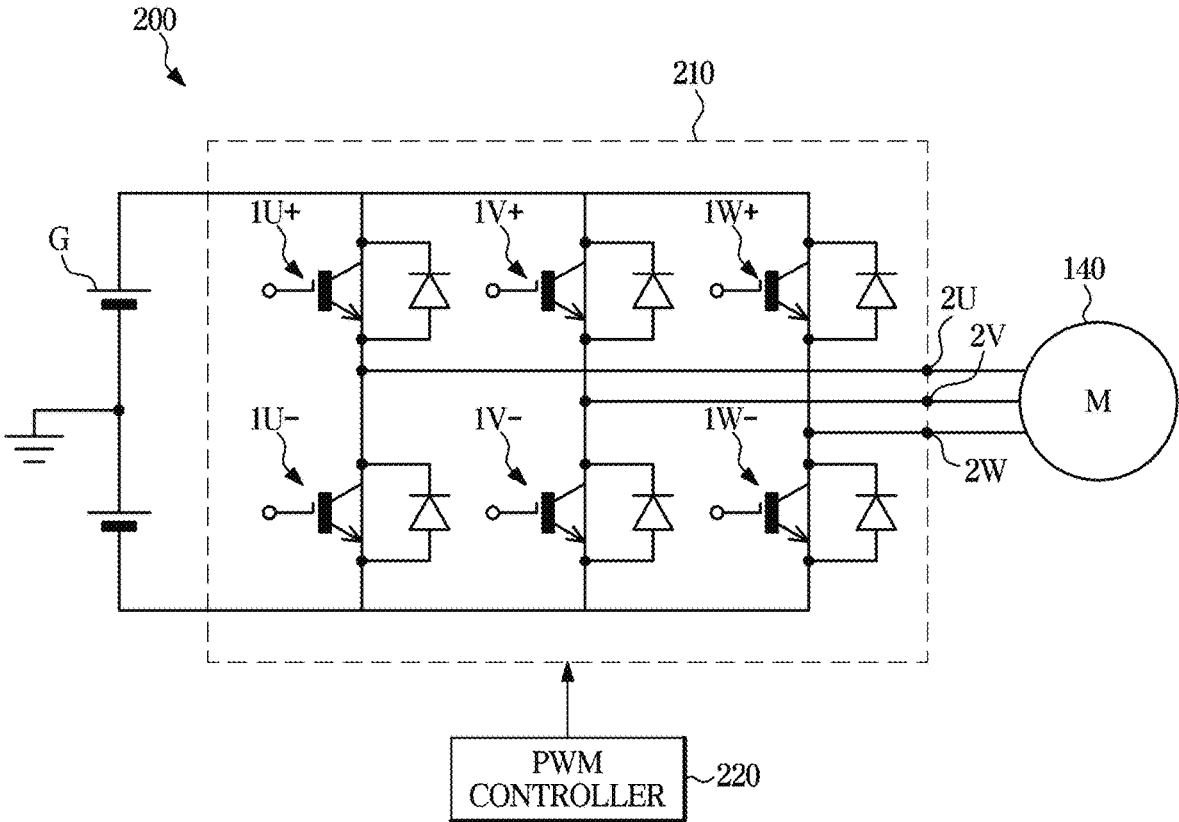 200
210
1U+
1V+
1W+
G
2U
140
2V
M
1U−
1V−
1W−
2W
PWM
CONTROLLER
220